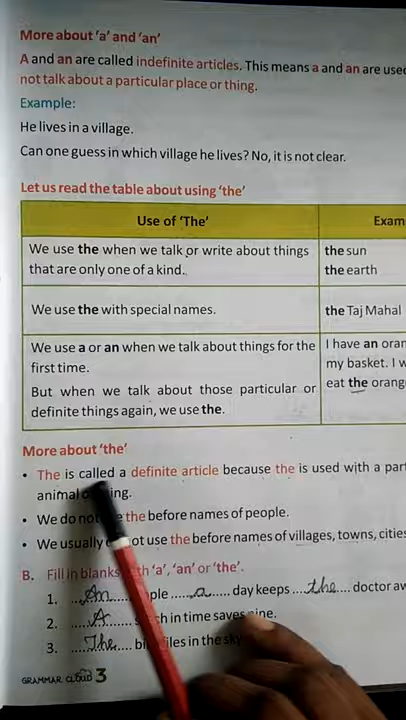 More about 'a' and 'an'
A and an are called indefinite articles. This means a and an are used
not talk about a particular place or thing.
Example:
He lives in a village.
Can one guess in which village he lives? No, it is not clear.
Let us read the table about using 'the'
Use of 'The' Exam
We use the when we talk or write about things the sun
that are only one of a kind. the earth
We use the with special names. the Taj Mahal
We use a or an when we talk about things for the I have an oran
first time. my basket. I w
But when we talk about those particular or eat the orang
definite things again, we use the.
More about 'the'
• The is called a definite article because the is used with a par
animal
• We do the before names of people.
• We usually not use the before names of villages, towns, cities
B. Fill in blanks 'a', 'an' or 'the'.
1. An a day keeps the doctor aw
2. A in time saves nine.
3. The in the sky
GRAMMAR CLOUD 3